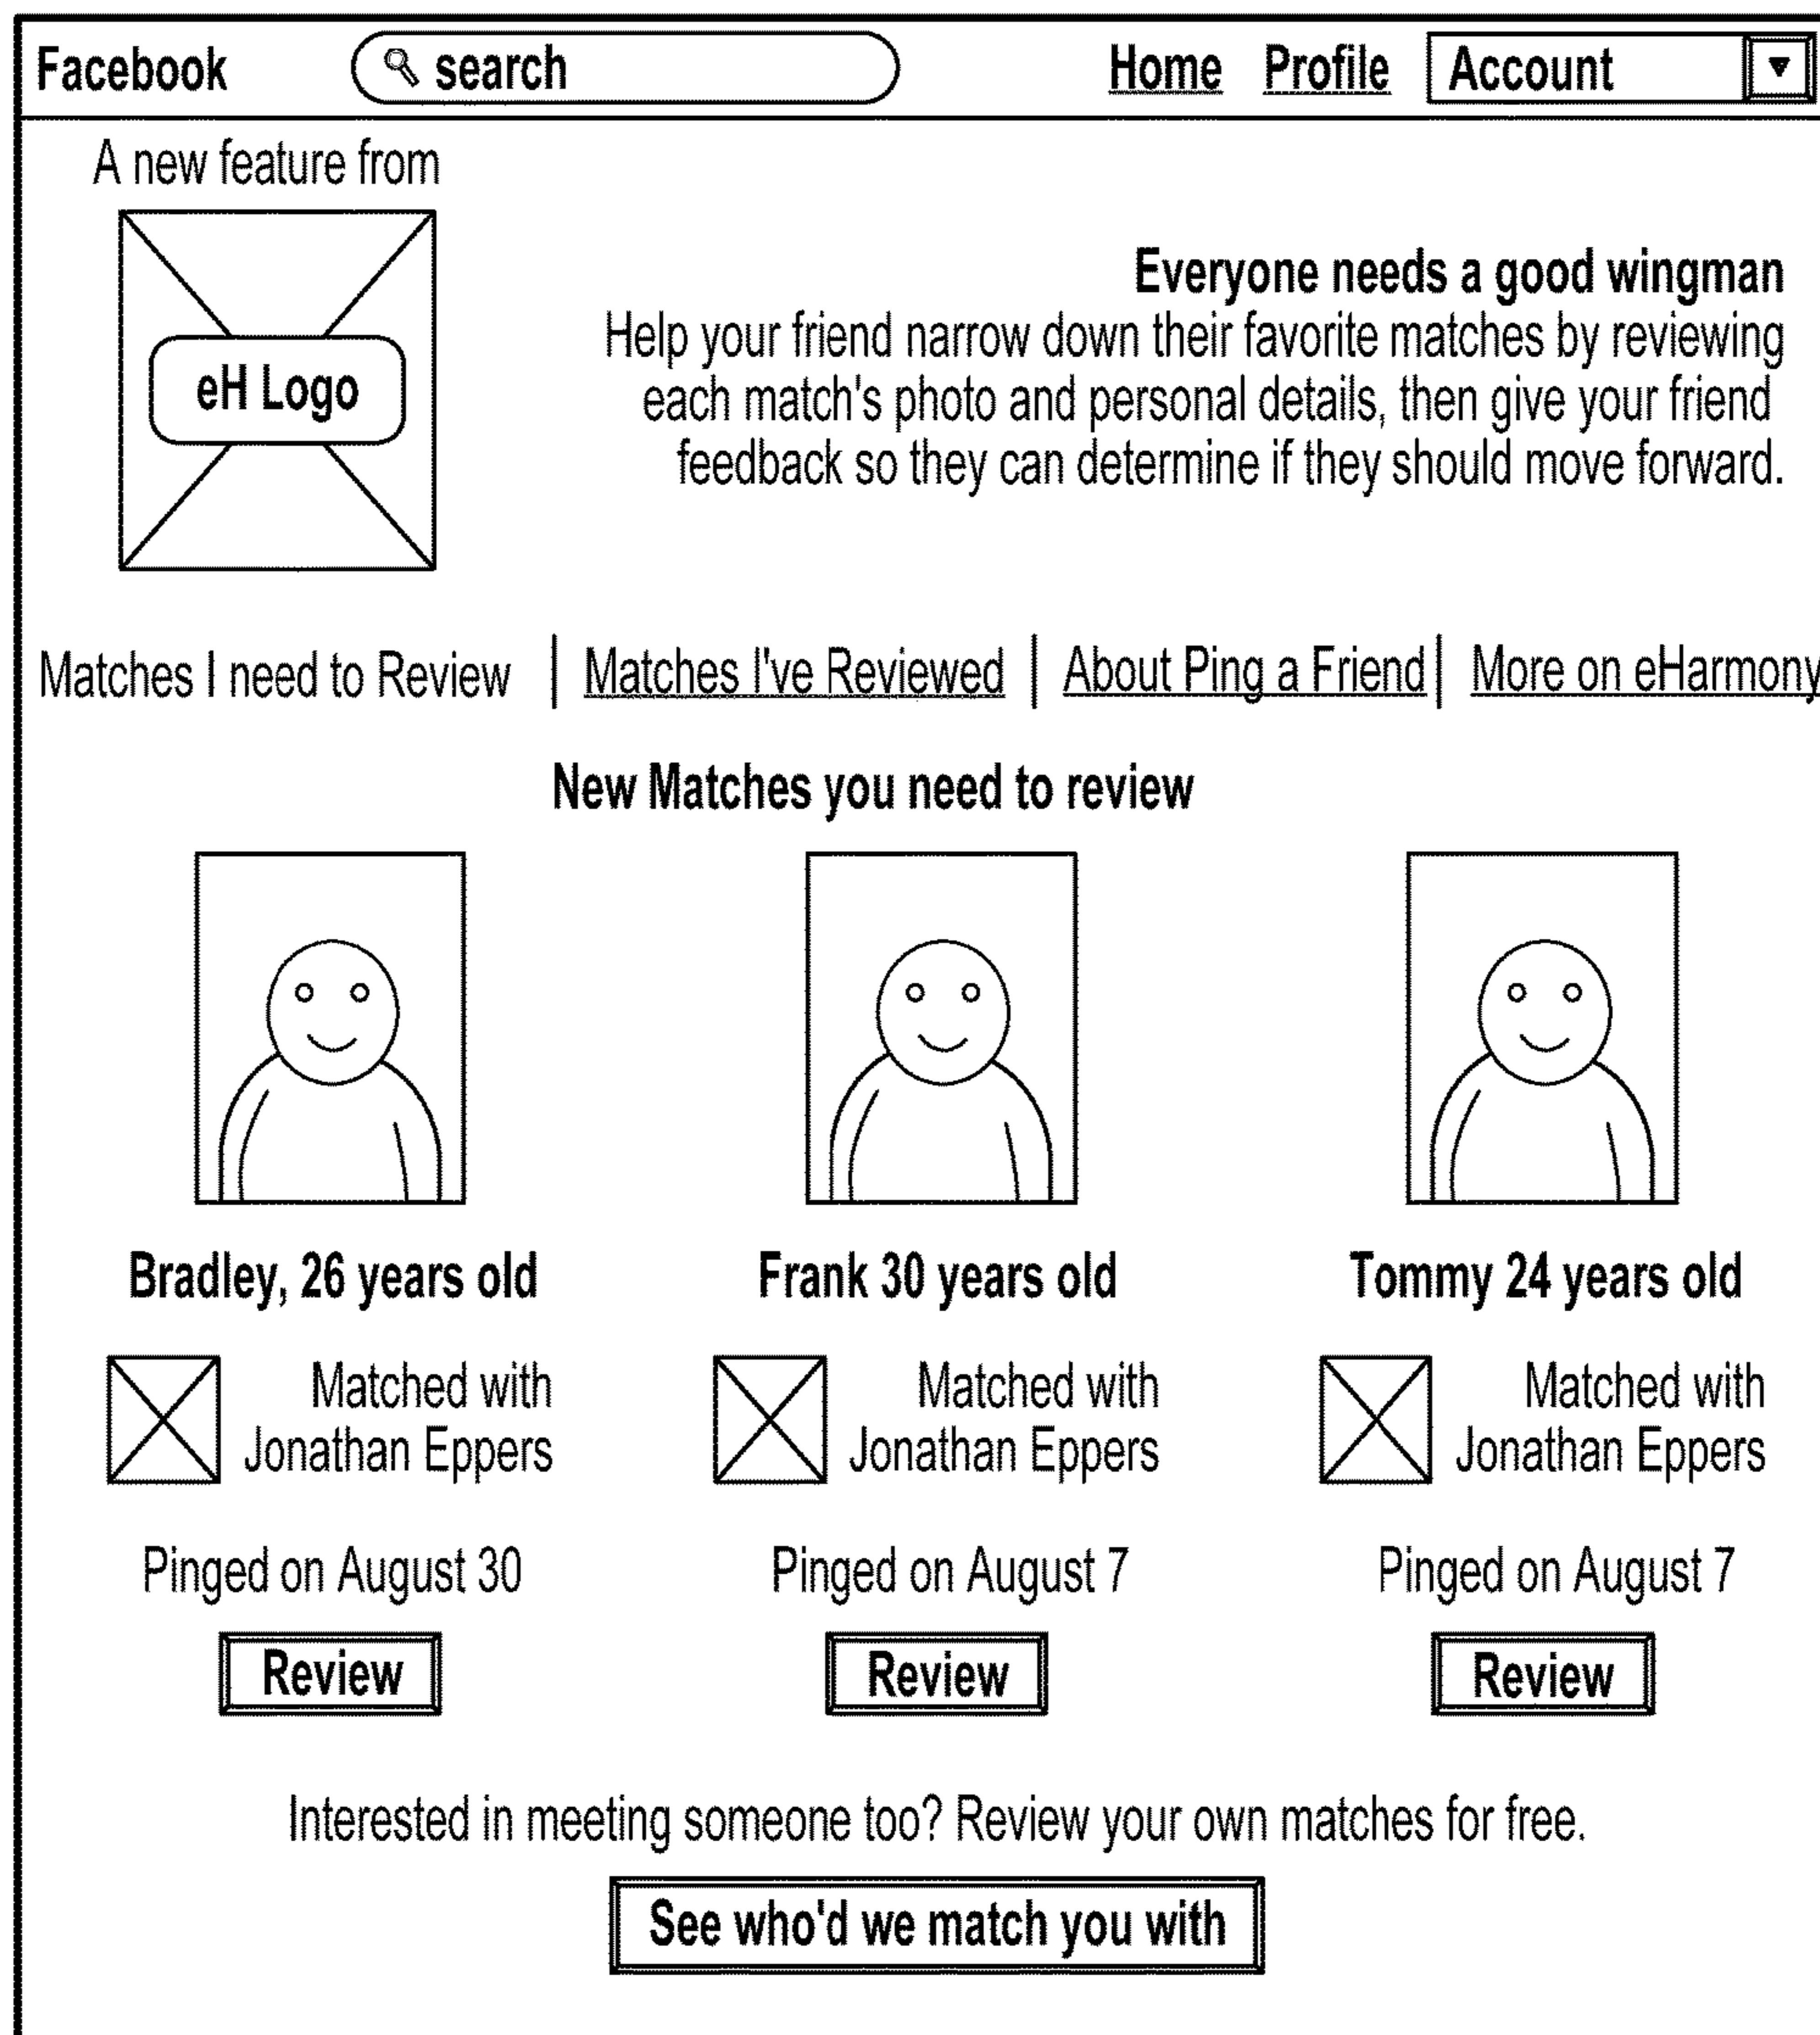 Facebook search Home Profile Account
A new feature from
eH Logo
Everyone needs a good wingman
Help your friend narrow down their favorite matches by reviewing
each match's photo and personal details, then give your friend
feedback so they can determine if they should move forward.
Matches I need to Review | Matches I've Reviewed | About Ping a Friend | More on eHarmony
New Matches you need to review
Bradley, 26 years old
Matched with
Jonathan Eppers
Pinged on August 30
Review
Frank 30 years old
Matched with
Jonathan Eppers
Pinged on August 7
Review
Tommy 24 years old
Matched with
Jonathan Eppers
Pinged on August 7
Review
Interested in meeting someone too? Review your own matches for free.
See who'd we match you with